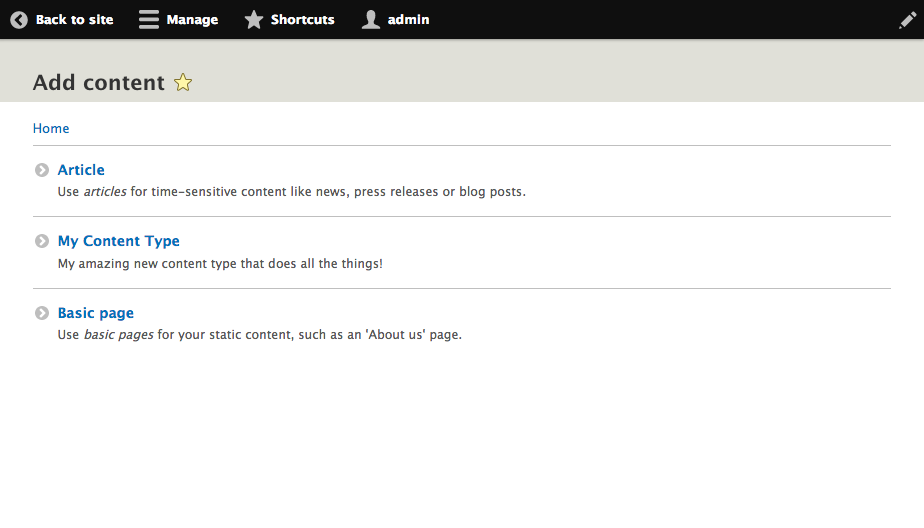 Back to site Manage Shortcuts admin
Add content
Home
Article
Use articles for time-sensitive content like news, press releases or blog posts.
My Content Type
My amazing new content type that does all the things!
Basic page
Use basic pages for your static content, such as an 'About us' page.